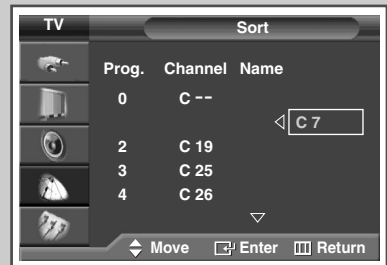 TV Sort
Prog. Channel Name
0 C --
C 7
2 C 19
3 C 25
4 C 26
Move Enter Return